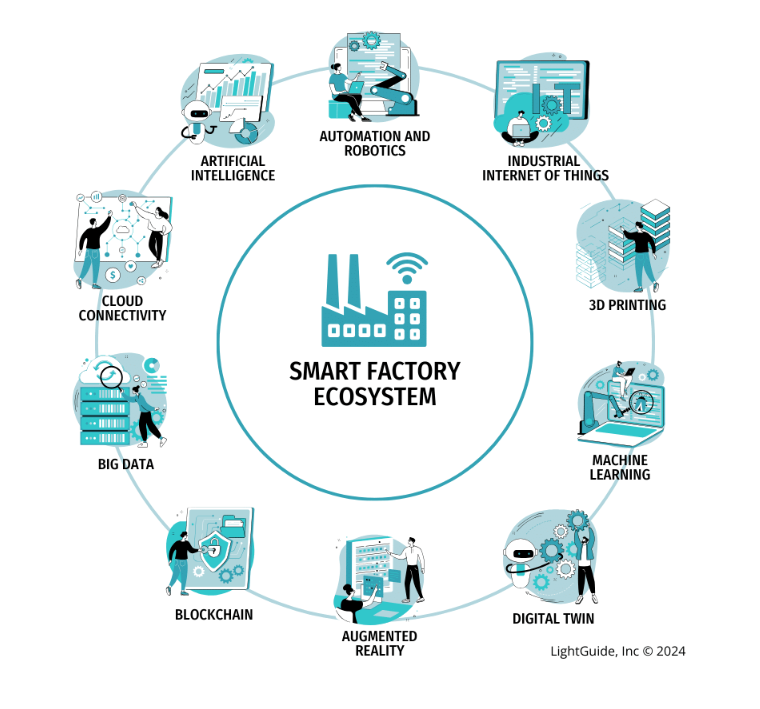 AUTOMATION AND
ROBOTICS
INDUSTRIAL
INTERNET OF THINGS
IoT
3D PRINTING
MACHINE
LEARNING
DIGITAL TWIN
AUGMENTED
REALITY
BLOCKCHAIN
BIG DATA
CLOUD
CONNECTIVITY
$
ARTIFICIAL
INTELLIGENCE
SMART FACTORY
ECOSYSTEM
LightGuide, Inc © 2024